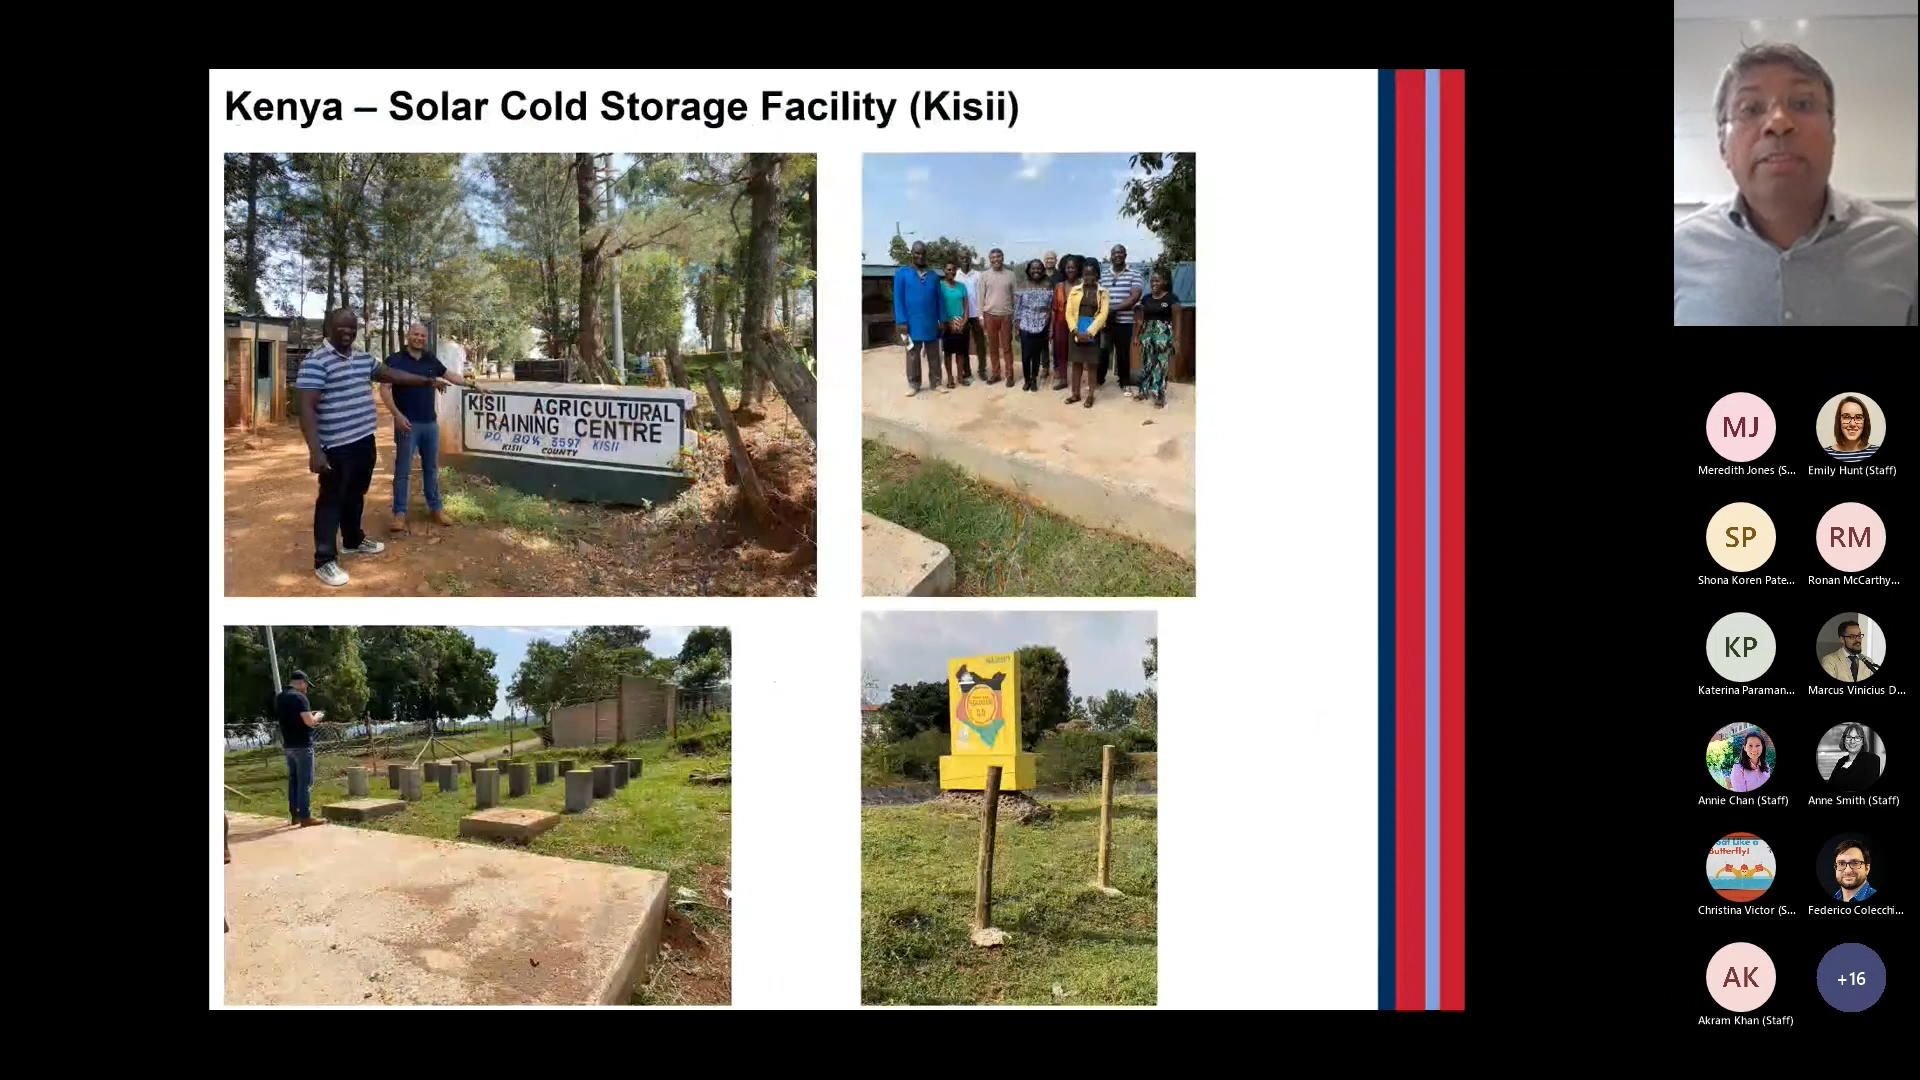 Kenya – Solar Cold Storage Facility (Kisii)
KISII AGRICULTURAL
TRAINING CENTRE
P.O. BOX 3597 KISII
KISII COUNTY
MJ
Meredith Jones (S...
Emily Hunt (Staff)
SP
Shona Koren Pate...
RM
Ronan McCarthy...
KP
Katerina Paraman...
Marcus Vinicius D...
Annie Chan (Staff)
Anne Smith (Staff)
Like a
Butterfly!
Christina Victor (S...
Federico Colecchi...
AK
Akram Khan (Staff)
+16